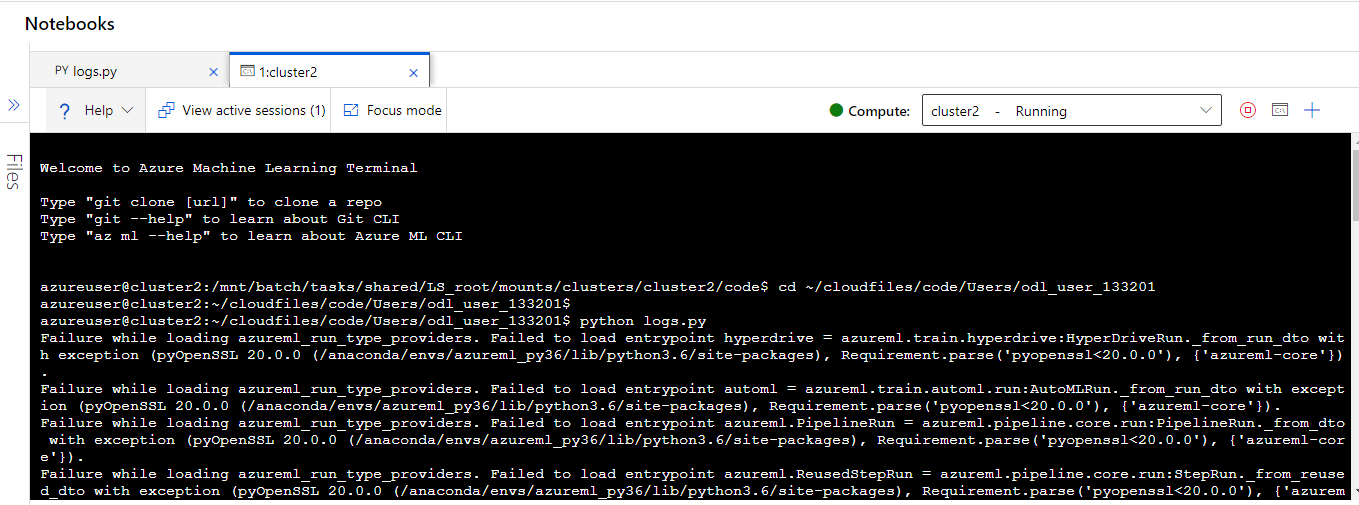 Notebooks
PY logs.py
1:cluster2
Help
View active sessions (1)
Focus mode
Compute:
cluster2 - Running
Files
Welcome to Azure Machine Learning Terminal
Type "git clone [url]" to clone a repo
Type "git --help" to learn about Git CLI
Type "az ml --help" to learn about Azure ML CLI
azureuser@cluster2:/mnt/batch/tasks/shared/LS_root/mounts/clusters/cluster2/code$ cd ~/cloudfiles/code/Users/odl_user_133201
azureuser@cluster2:~/cloudfiles/code/Users/odl_user_133201$
azureuser@cluster2:~/cloudfiles/code/Users/odl_user_133201$ python logs.py
Failure while loading azureml_run_type_providers. Failed to load entrypoint hyperdrive = azureml.train.hyperdrive:HyperDriveRun._from_run_dto wit
h exception (pyOpenSSL 20.0.0 (/anaconda/envs/azureml_py36/lib/python3.6/site-packages), Requirement.parse('pyopenssl<20.0.0'), {'azureml-core'})
.
Failure while loading azureml_run_type_providers. Failed to load entrypoint automl = azureml.train.automl.run:AutoMLRun._from_run_dto with except
ion (pyOpenSSL 20.0.0 (/anaconda/envs/azureml_py36/lib/python3.6/site-packages), Requirement.parse('pyopenssl<20.0.0'), {'azureml-core'}).
Failure while loading azureml_run_type_providers. Failed to load entrypoint azureml.PipelineRun = azureml.pipeline.core.run:PipelineRun._from_dto
with exception (pyOpenSSL 20.0.0 (/anaconda/envs/azureml_py36/lib/python3.6/site-packages), Requirement.parse('pyopenssl<20.0.0'), {'azureml-cor
e'}).
Failure while loading azureml_run_type_providers. Failed to load entrypoint azureml.ReusedStepRun = azureml.pipeline.core.run:StepRun._from_reuse
d_dto with exception (pyOpenSSL 20.0.0 (/anaconda/envs/azureml_py36/lib/python3.6/site-packages), Requirement.parse('pyopenssl<20.0.0'), {'azurem